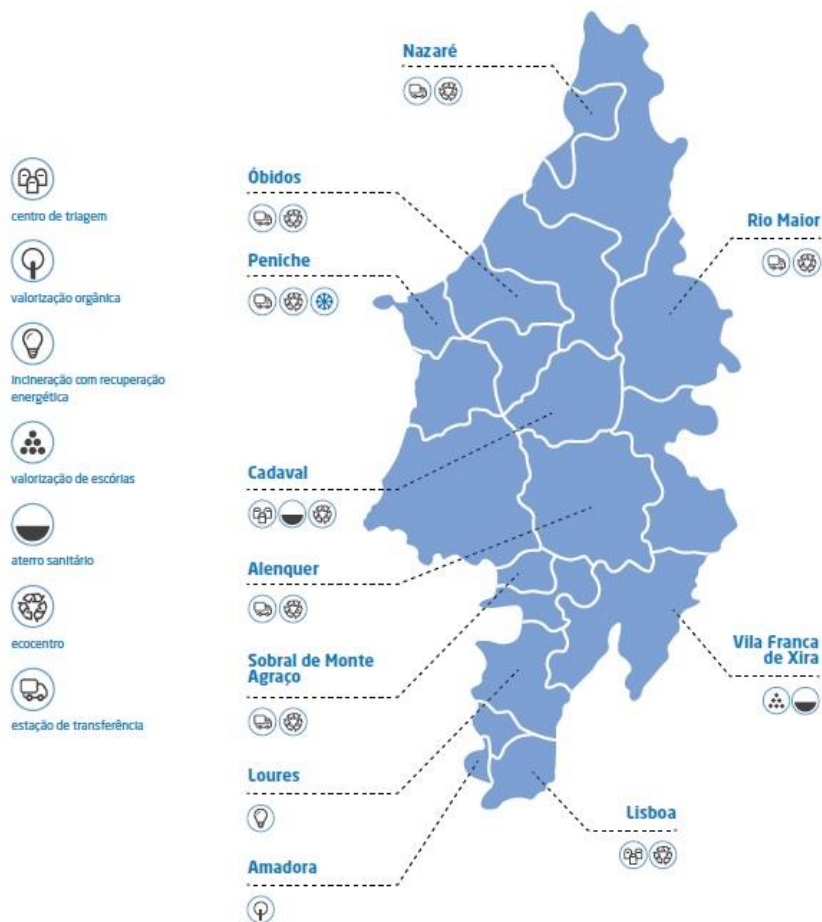 centro de triagem
valorização orgânica
incineração com recuperação
energética
valorização de escórias
aterro sanitário
ecocentro
estação de transferência
Nazaré
Óbidos
Peniche
Rio Maior
Cadaval
Alenquer
Sobral de Monte
Agraço
Vila Franca
de Xira
Loures
Lisboa
Amadora